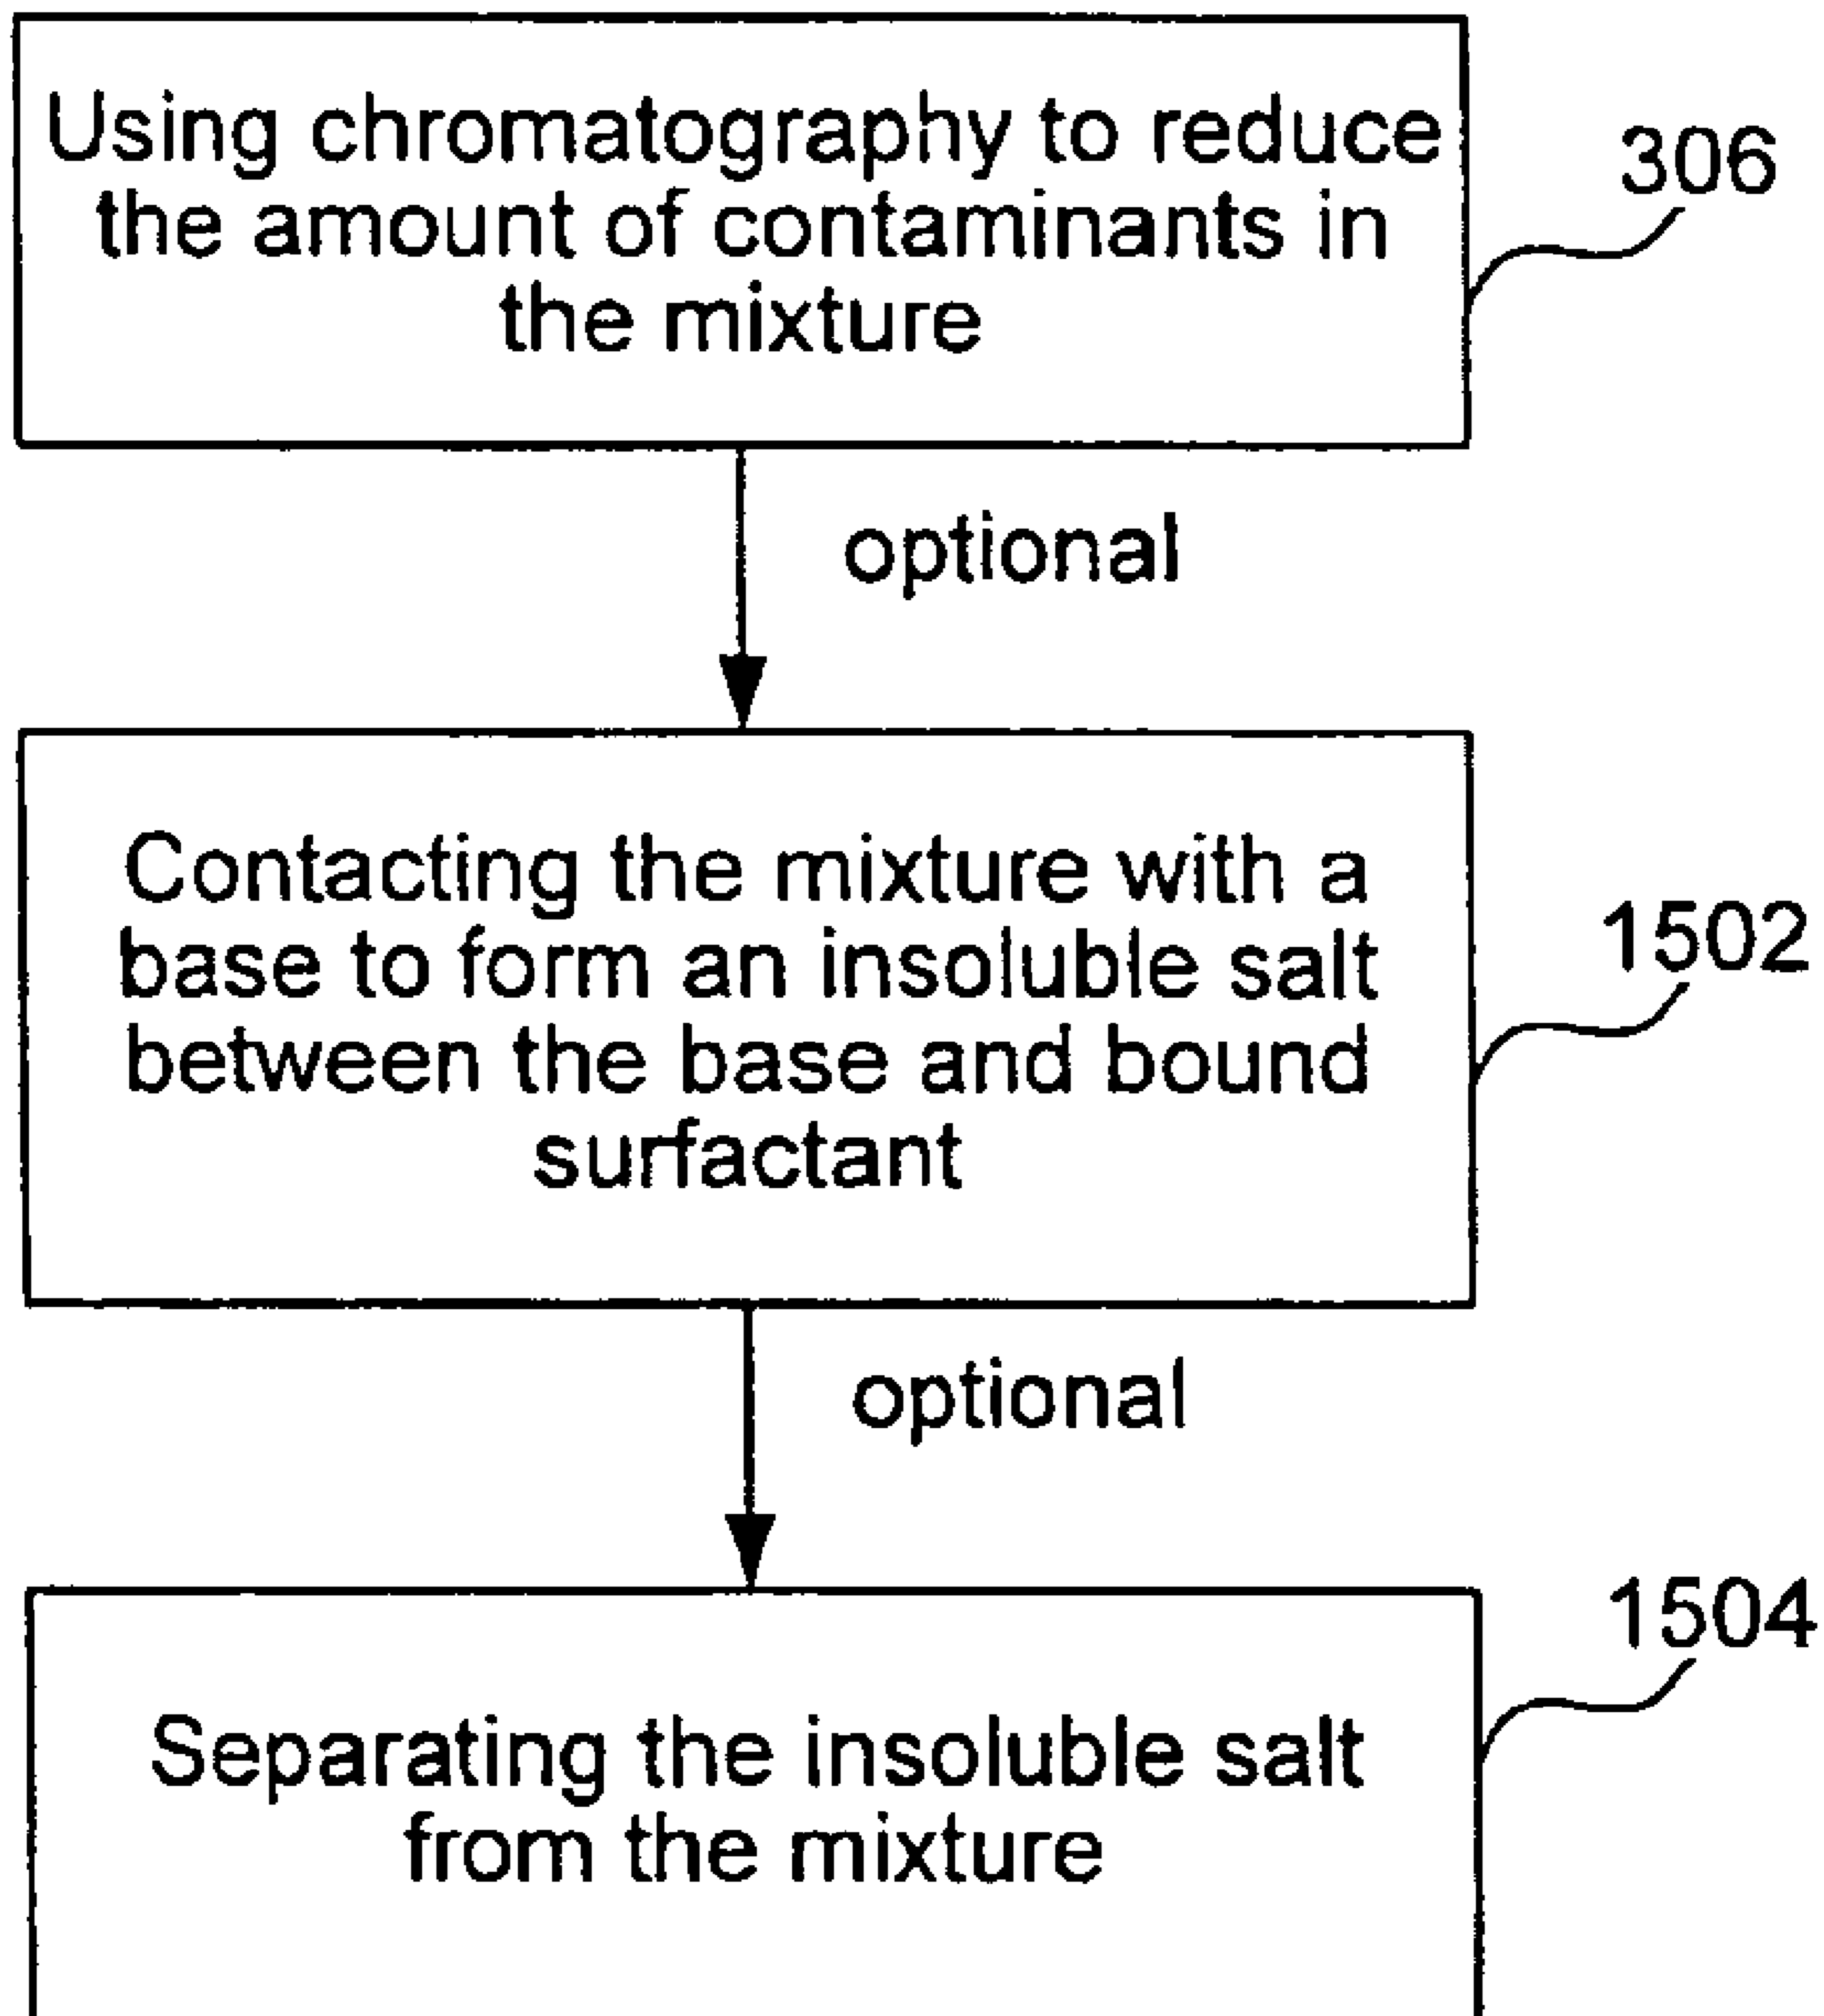 Using chromatography to reduce
the amount of contaminants in
the mixture
306
optional
Contacting the mixture with a
base to form an insoluble salt
between the base and bound
surfactant
1502
optional
Separating the insoluble salt
from the mixture
1504